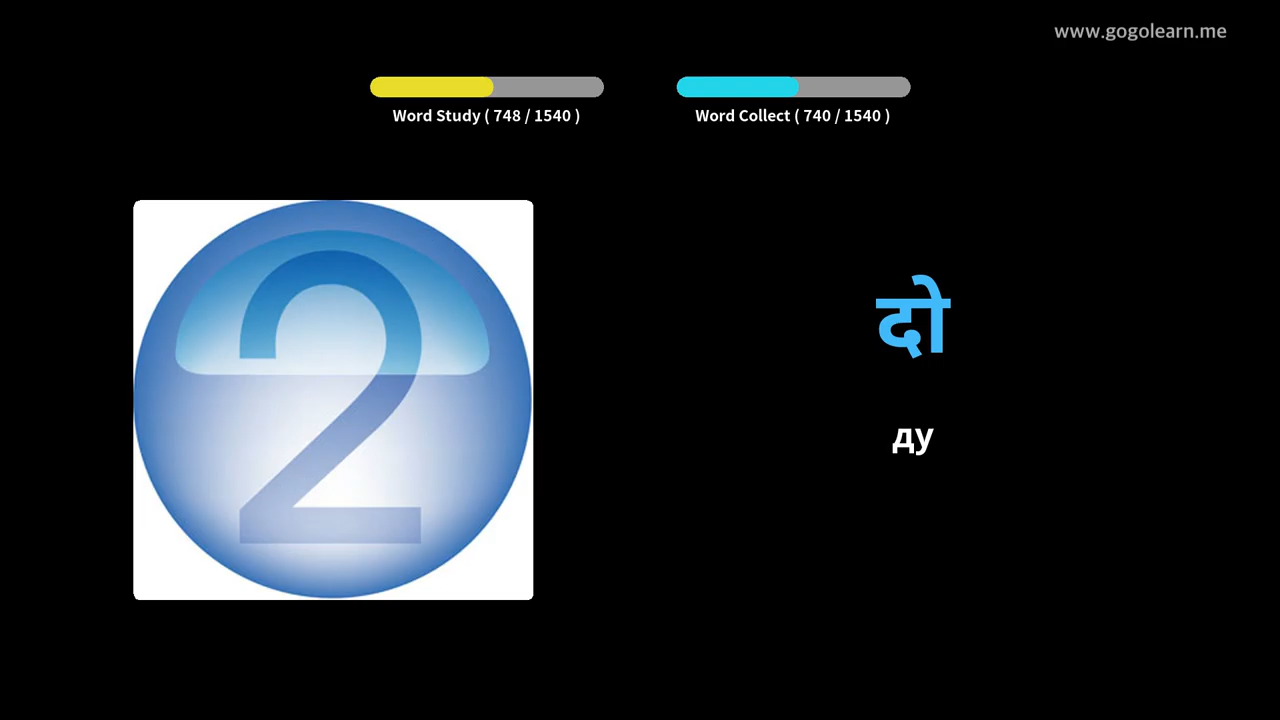 www.gogolearn.me
Word Study ( 748 / 1540 )
Word Collect ( 740 / 1540 )
2
दो
ду